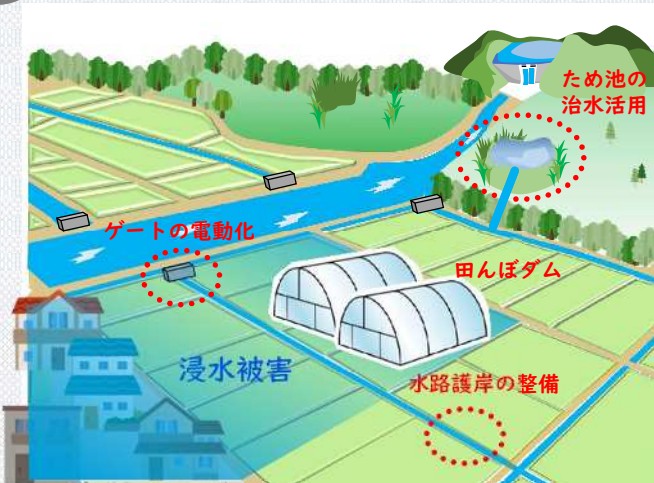 ため池の
治水活用
ゲートの電動化
田んぼダム
浸水被害
水路護岸の整備